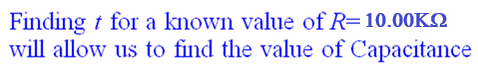 Finding t for a known value of R= 10.00KΩ
will allow us to find the value of Capacitance